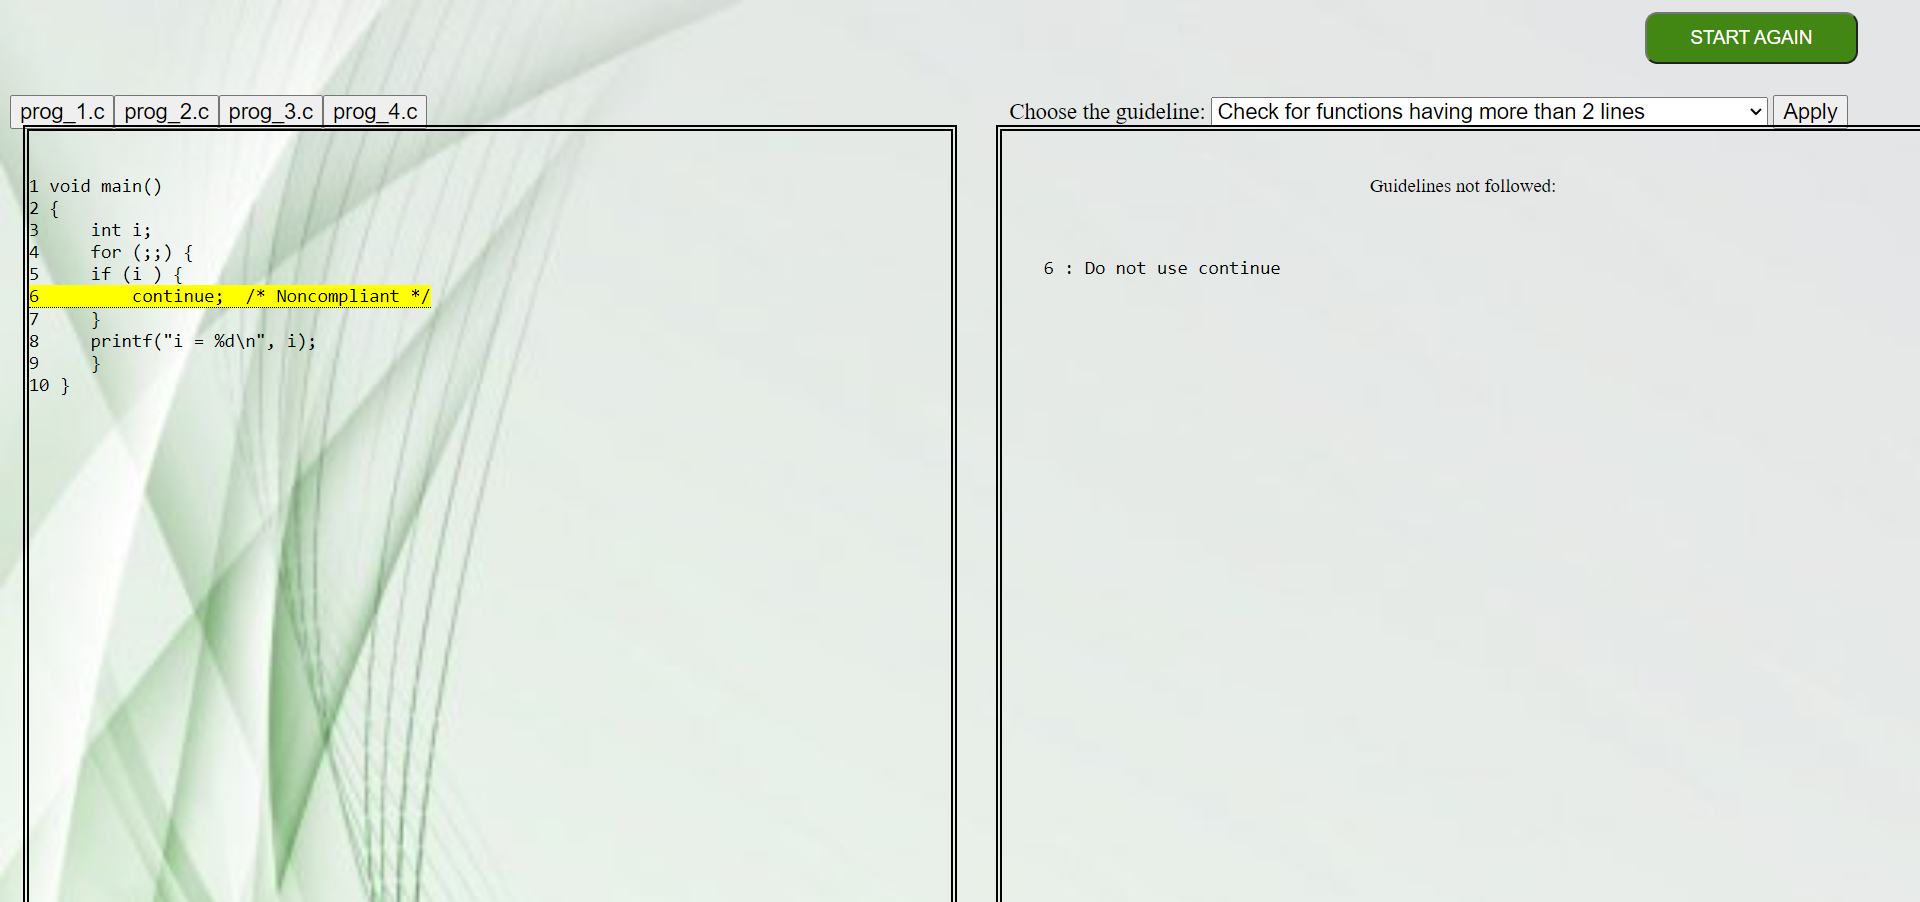 START AGAIN
prog_1.c prog_2.c prog_3.c prog_4.c
Choose the guideline: Check for functions having more than 2 lines Apply
1 void main()
2 {
3     int i;
4     for (;;) {
5     if (i ) {
6         continue;  /* Noncompliant */
7     }
8     printf("i = %d\n", i);
9     }
10 }
Guidelines not followed:
6 : Do not use continue